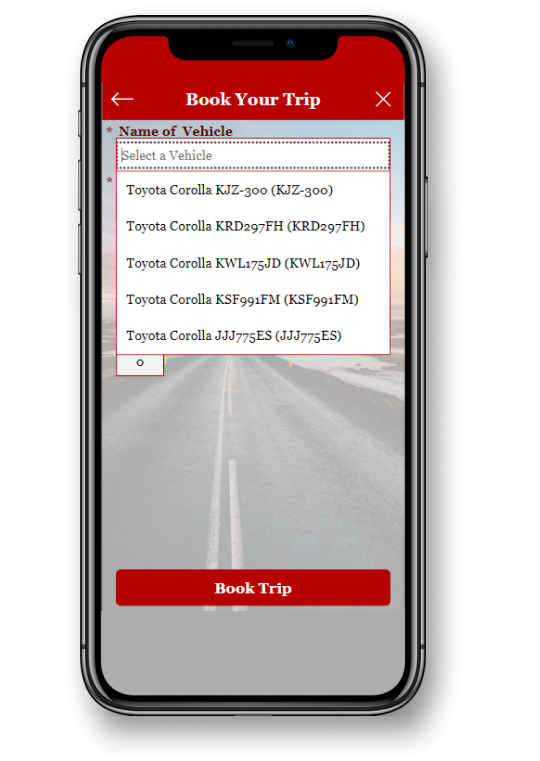 Book Your Trip
* Name of Vehicle
Select a Vehicle
*
Toyota Corolla KJZ-300 (KJZ-300)
Toyota Corolla KRD297FH (KRD297FH)
Toyota Corolla KWL175JD (KWL175JD)
Toyota Corolla KSF991FM (KSF991FM)
Toyota Corolla JJJ775ES (JJJ775ES)
0
Book Trip